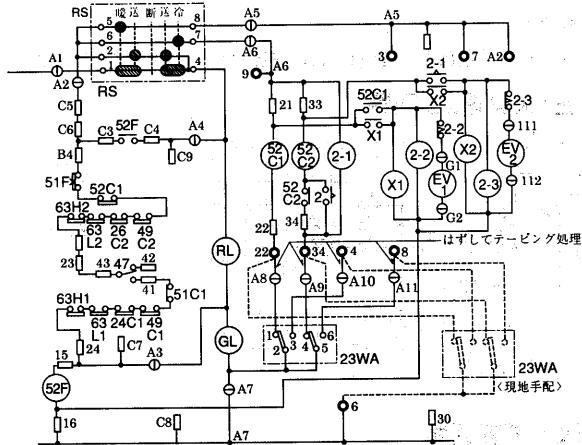 RS
暖 送 断 送 冷
5
8
A5
A5
6
7
A6
2
1
4
RS
A1
A2
3
7
A2
9
A6
2-1
X2
C5
C6
52F
C3
C4
A4
B4
C9
21
33
52C1
X1
2-2
2-3
111
52
C1
52
C2
2-1
2-2
X2
G1
EV
2
51F
52C1
X1
EV
1
2-3
112
63H2
52
C2
2
G2
63
L2
26
C2
49
C2
22
34
はずしてテーピング処理
23
43
47
42
41
RL
22
34
4
8
51C1
A8
A9
A10
A11
63H1
63
L1
24C1
49
C1
1
2
3
4
5
6
24
C7
A3
GL
23WA
23WA
〈現地手配〉
15
52F
A7
6
16
C8
A7
30